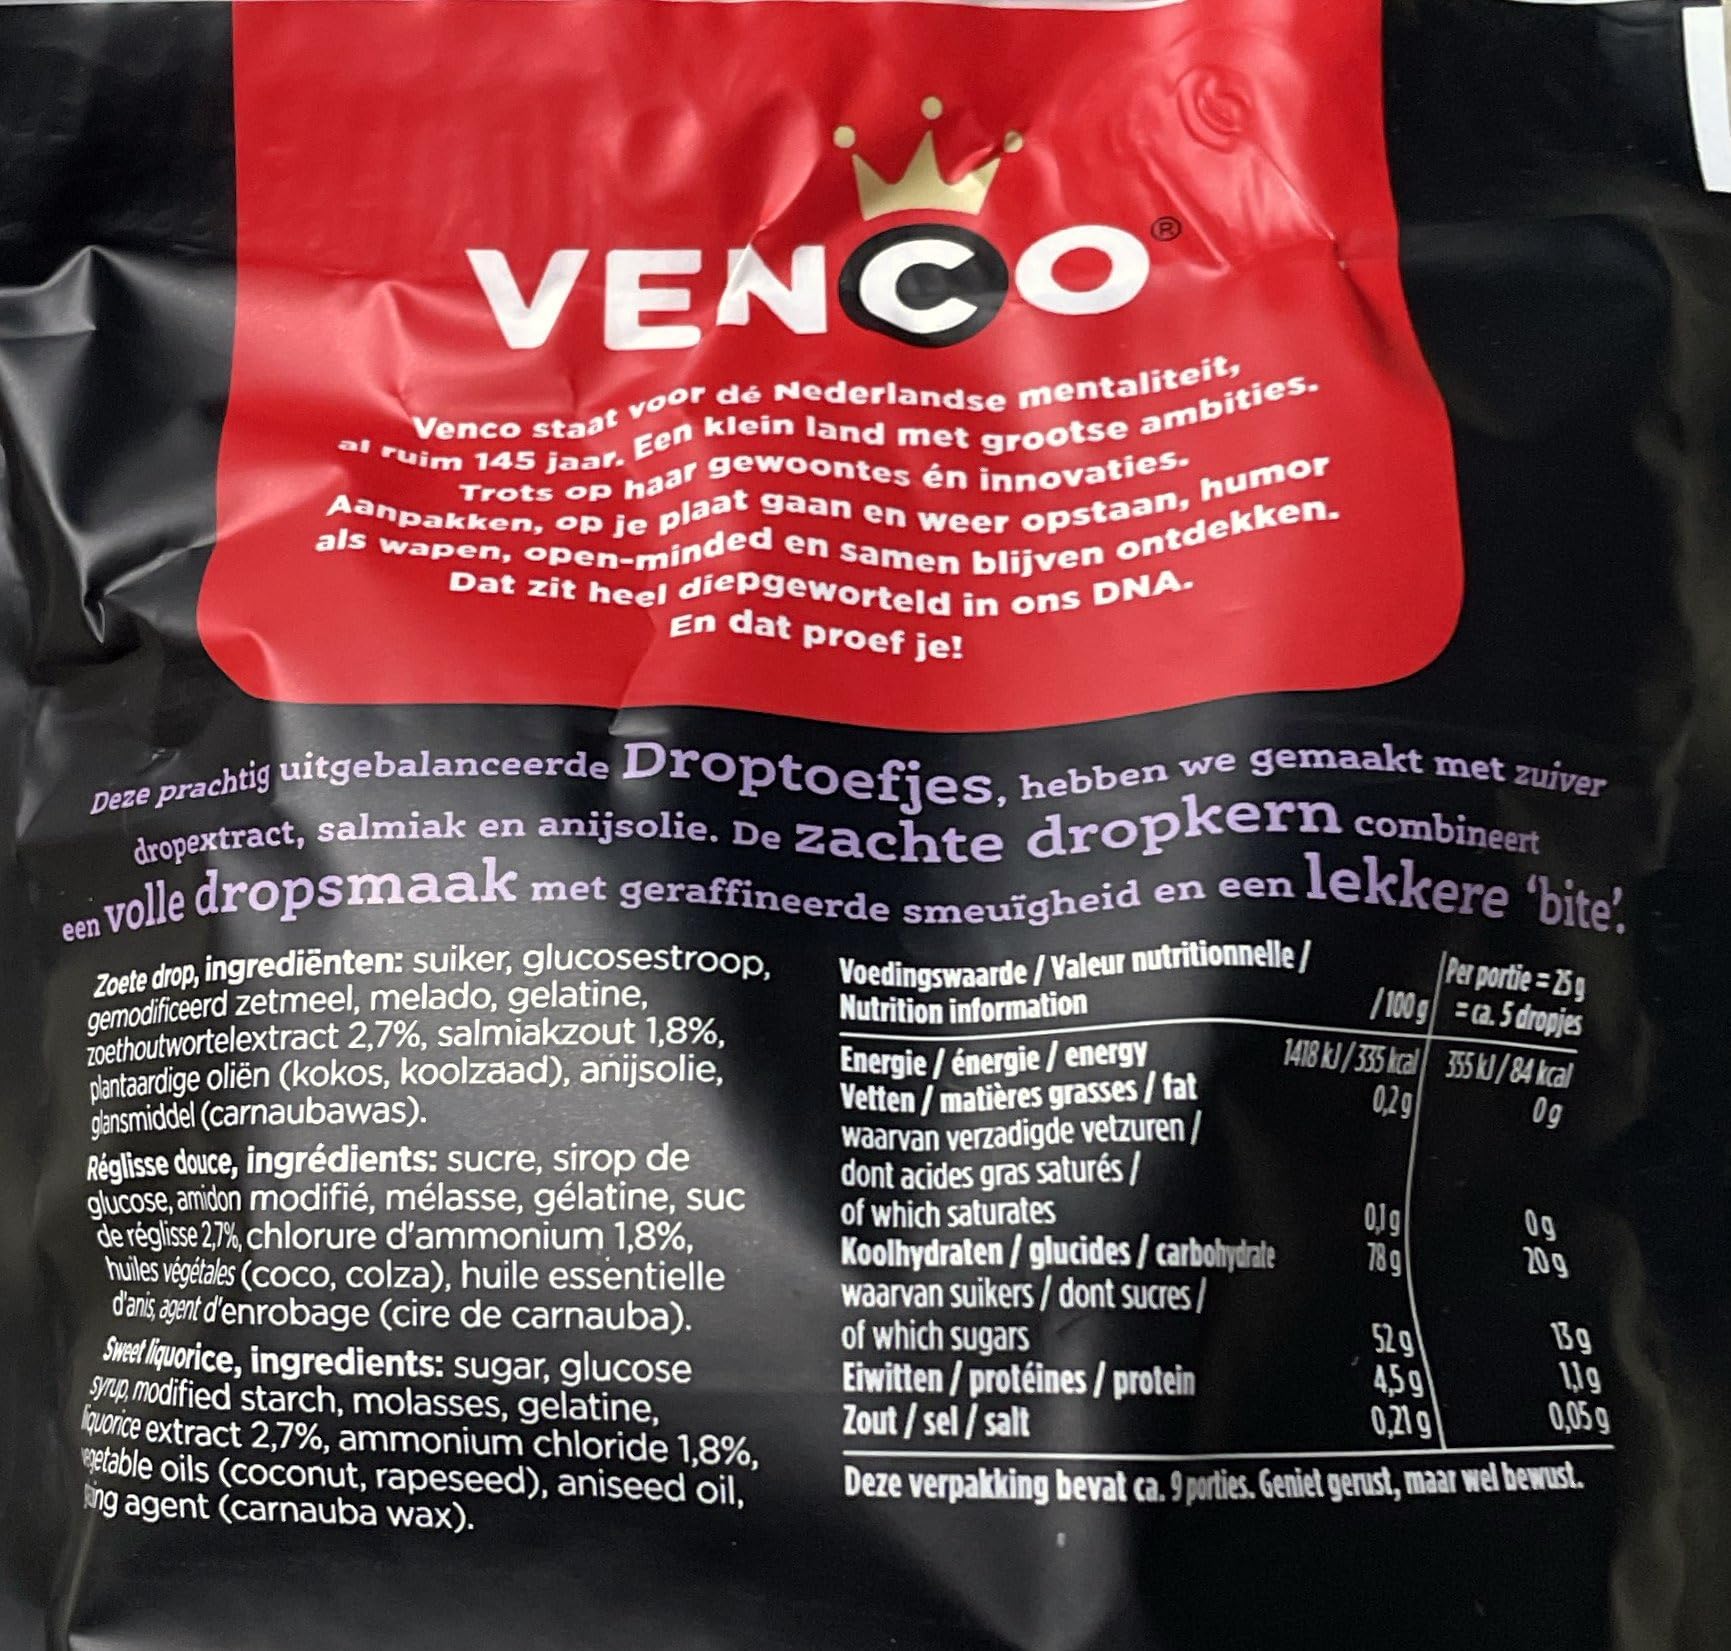 VENCO®
Venco staat voor dé Nederlandse mentaliteit,
al ruim 145 jaar. Een klein land met grootse ambities.
Trots op haar gewoontes én innovaties.
Aanpakken, op je plaat gaan en weer opstaan, humor
als wapen, open-minded en samen blijven ontdekken.
Dat zit heel diepgeworteld in ons DNA.
En dat proef je!
Deze prachtig uitgebalanceerde Droptoefjes, hebben we gemaakt met zuiver
dropextract, salmiak en anijsolie. De zachte dropkern combineert
een volle dropsmaak met geraffineerde smeuïgheid en een lekkere 'bite'.
Zoete drop, ingrediënten: suiker, glucosestroop,
gemodificeerd zetmeel, melado, gelatine,
zoethoutwortelextract 2,7%, salmiakzout 1,8%,
plantaardige oliën (kokos, koolzaad), anijsolie,
glansmiddel (carnaubawas).
Réglisse douce, ingrédients: sucre, sirop de
glucose, amidon modifié, mélasse, gélatine, suc
de réglisse 2,7%, chlorure d'ammonium 1,8%,
huiles végétales (coco, colza), huile essentielle
d'anis, agent d'enrobage (cire de carnauba).
Sweet liquorice, ingredients: sugar, glucose
syrup, modified starch, molasses, gelatine,
liquorice extract 2,7%, ammonium chloride 1,8%,
vegetable oils (coconut, rapeseed), aniseed oil,
agent (carnauba wax).
Voedingswaarde / Valeur nutritionnelle /
Nutrition information /100 g Per portie = 25 g
= ca. 5 dropjes
Energie / énergie / energy 1418 kJ / 335 kcal 355 kJ / 84 kcal
Vetten / matières grasses / fat 0,2 g 0 g
waarvan verzadigde vetzuren /
dont acides gras saturés /
of which saturates 0,1 g 0 g
Koolhydraten / glucides / carbohydrate 78 g 20 g
waarvan suikers / dont sucres /
of which sugars 52 g 13 g
Eiwitten / protéines / protein 4,5 g 1,1 g
Zout / sel / salt 0,21 g 0,05 g
Deze verpakking bevat ca. 9 porties. Geniet gerust, maar wel bewust.